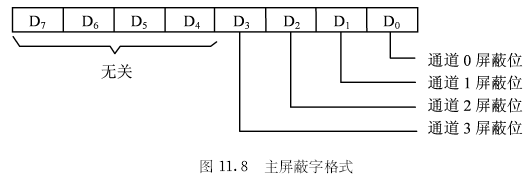 D₇ D₆ D₅ D₄ D₃ D₂ D₁ D₀
无关
通道 0 屏蔽位
通道 1 屏蔽位
通道 2 屏蔽位
通道 3 屏蔽位
图 11.8 主屏蔽字格式